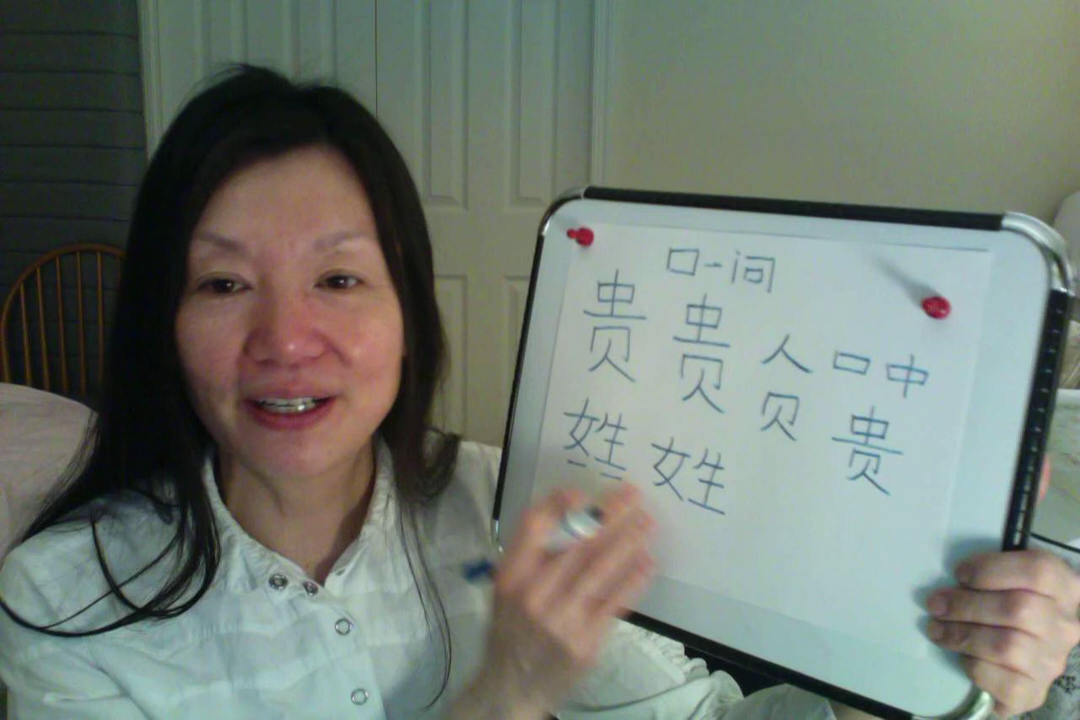 口-问
贵 贵 人 口 中
贝 贵
姓 姓